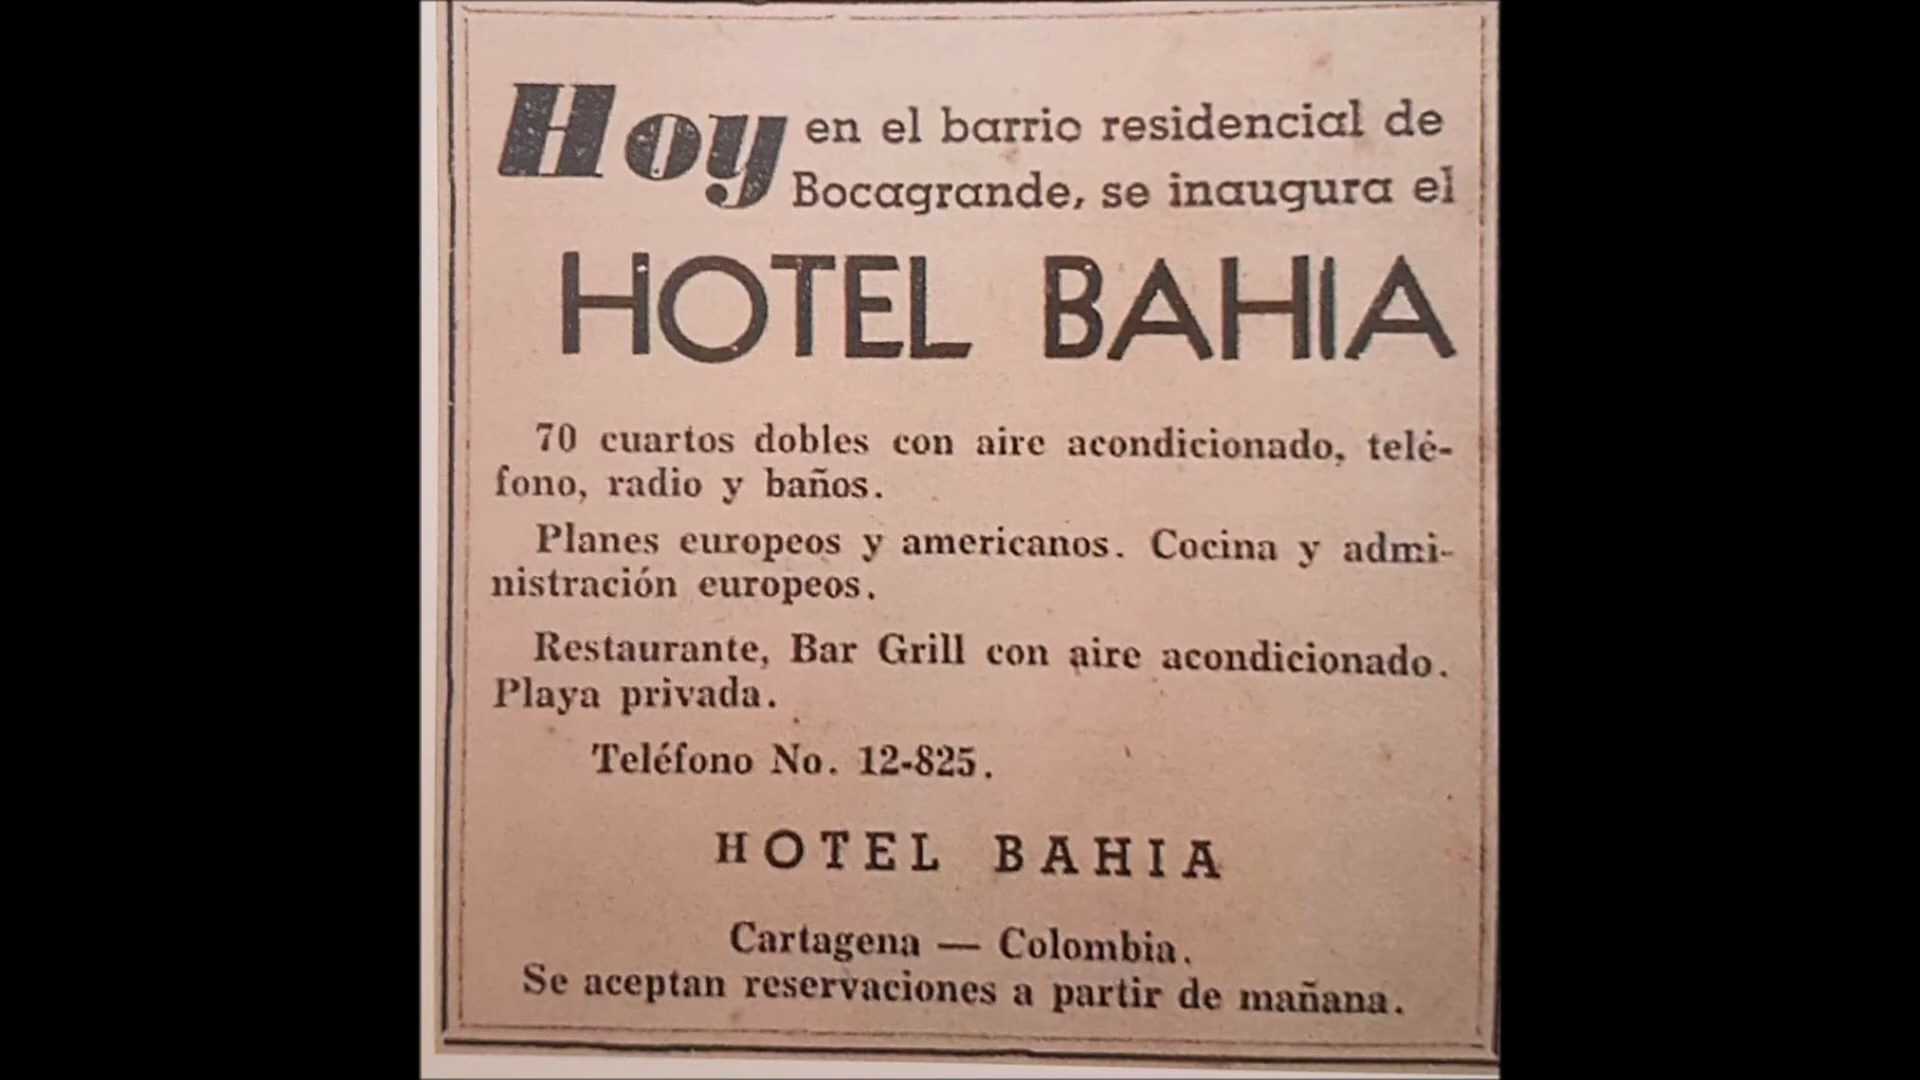 Hoy en el barrio residencial de
Bocagrande, se inaugura el
HOTEL BAHIA
70 cuartos dobles con aire acondicionado, telé-
fono, radio y baños.
Planes europeos y americanos. Cocina y admi-
nistración europeos.
Restaurante, Bar Grill con aire acondicionado.
Playa privada.
Teléfono No. 12-825.
HOTEL BAHIA
Cartagena — Colombia.
Se aceptan reservaciones a partir de mañana.